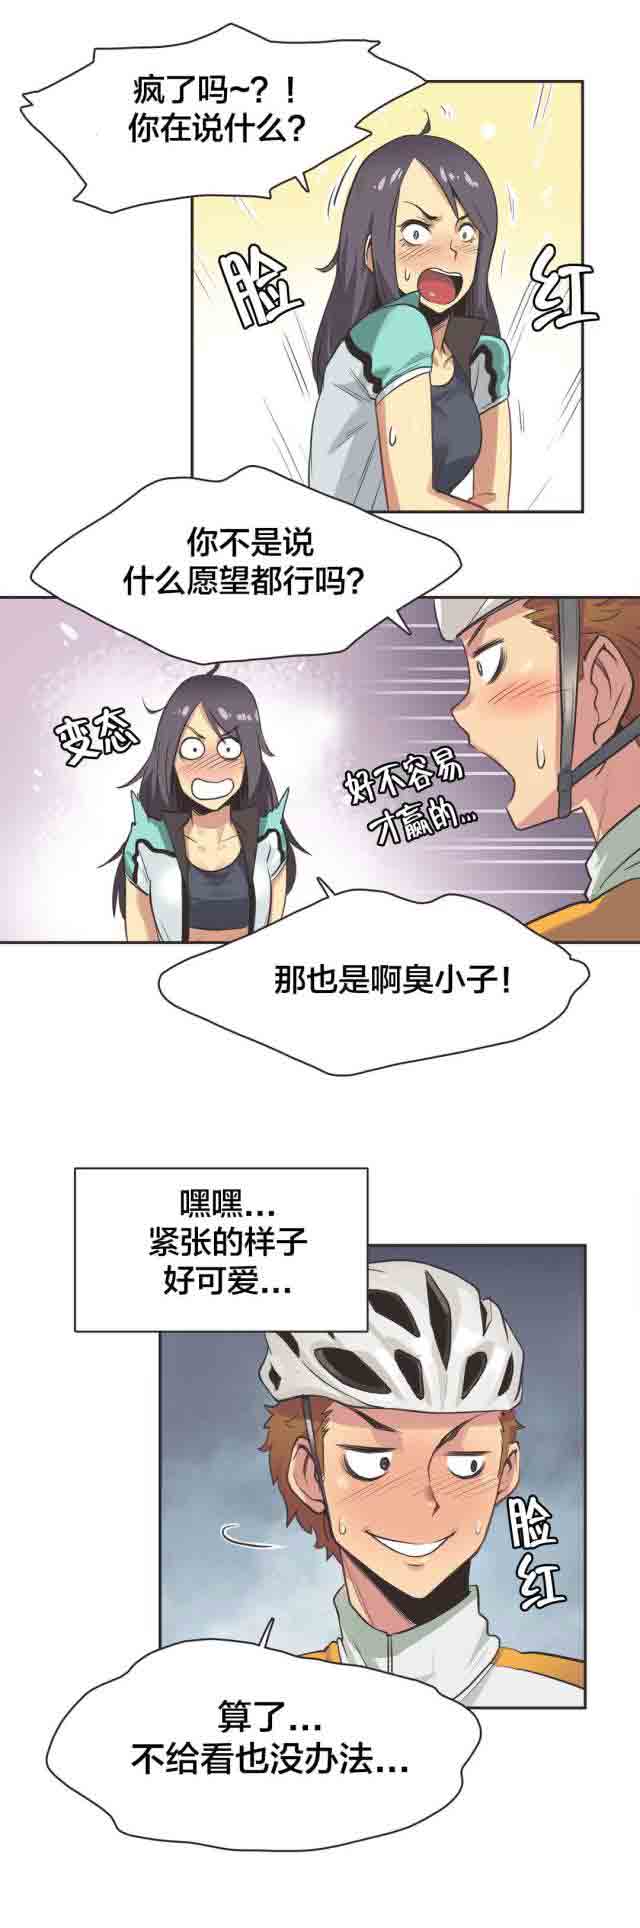 疯了吗~？！
你在说什么？
脸
红
你不是说
什么愿望都行吗？
变态
好不容易
才赢的...
那也是啊臭小子！
嘿嘿...
紧张的样子
好可爱...
脸
红
算了...
不给看也没办法...